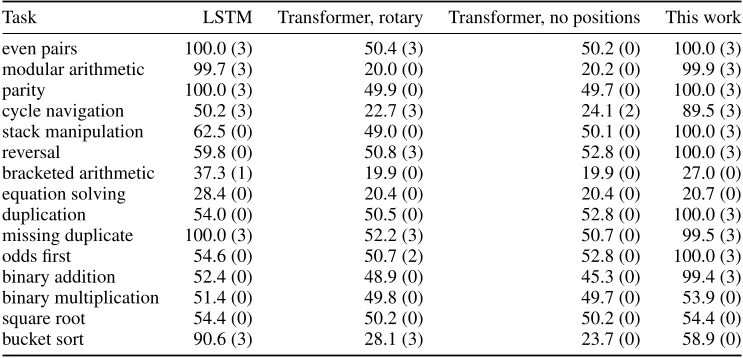 Task LSTM Transformer, rotary Transformer, no positions This work
even pairs 100.0 (3) 50.4 (3) 50.2 (0) 100.0 (3)
modular arithmetic 99.7 (3) 20.0 (0) 20.2 (0) 99.9 (3)
parity 100.0 (3) 49.9 (0) 49.7 (0) 100.0 (3)
cycle navigation 50.2 (3) 22.7 (3) 24.1 (2) 89.5 (3)
stack manipulation 62.5 (0) 49.0 (0) 50.1 (0) 100.0 (3)
reversal 59.8 (0) 50.8 (3) 52.8 (0) 100.0 (3)
bracketed arithmetic 37.3 (1) 19.9 (0) 19.9 (0) 27.0 (0)
equation solving 28.4 (0) 20.4 (0) 20.4 (0) 20.7 (0)
duplication 54.0 (0) 50.5 (0) 52.8 (0) 100.0 (3)
missing duplicate 100.0 (3) 52.2 (3) 50.7 (0) 99.5 (3)
odds first 54.6 (0) 50.7 (2) 52.8 (0) 100.0 (3)
binary addition 52.4 (0) 48.9 (0) 45.3 (0) 99.4 (3)
binary multiplication 51.4 (0) 49.8 (0) 49.7 (0) 53.9 (0)
square root 54.4 (0) 50.2 (0) 50.2 (0) 54.4 (0)
bucket sort 90.6 (3) 28.1 (3) 23.7 (0) 58.9 (0)